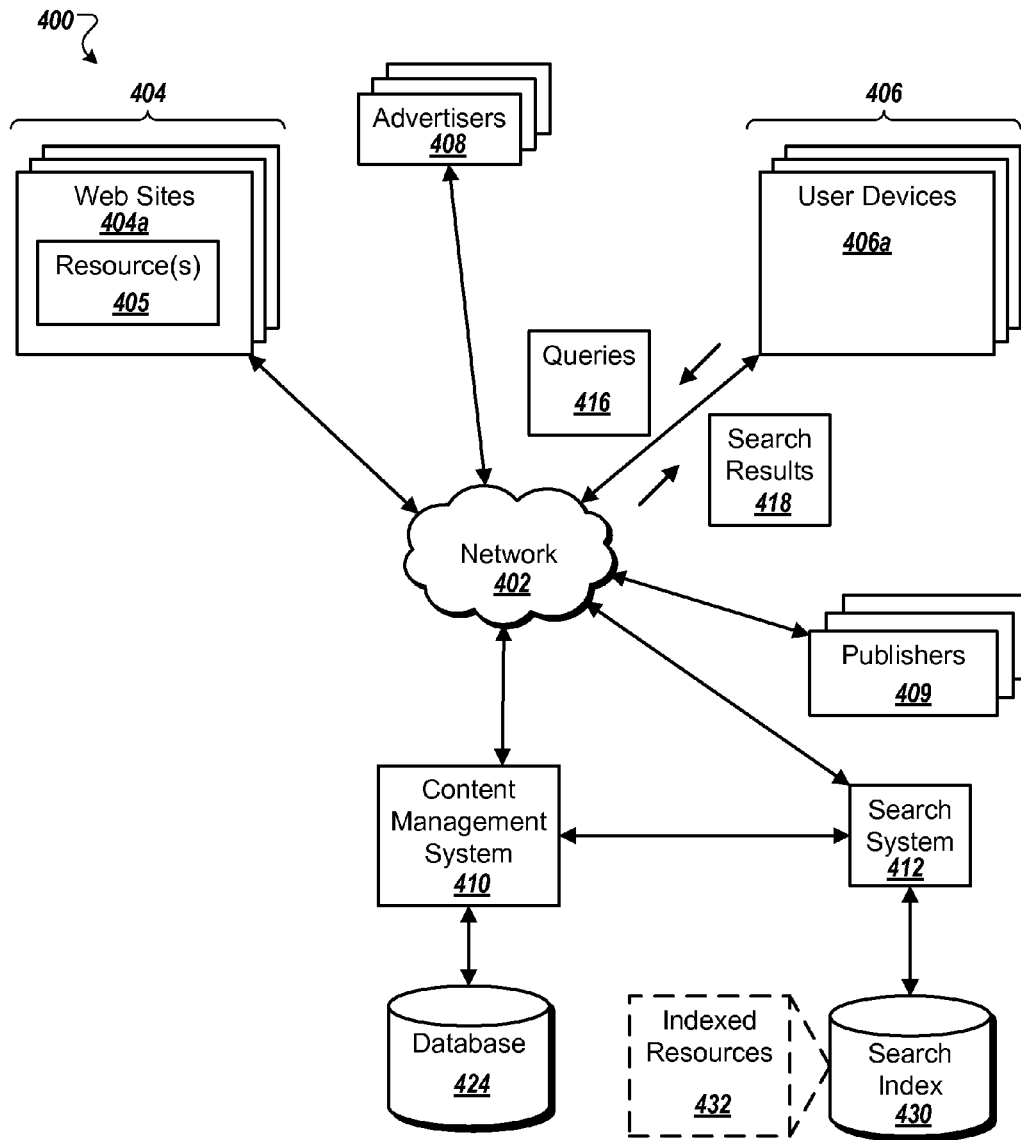 400
404
Web Sites
404a
Resource(s)
405
Advertisers
408
406
User Devices
406a
Queries
416
Search
Results
418
Network
402
Publishers
409
Content
Management
System
410
Search
System
412
Database
424
Indexed
Resources
432
Search
Index
430